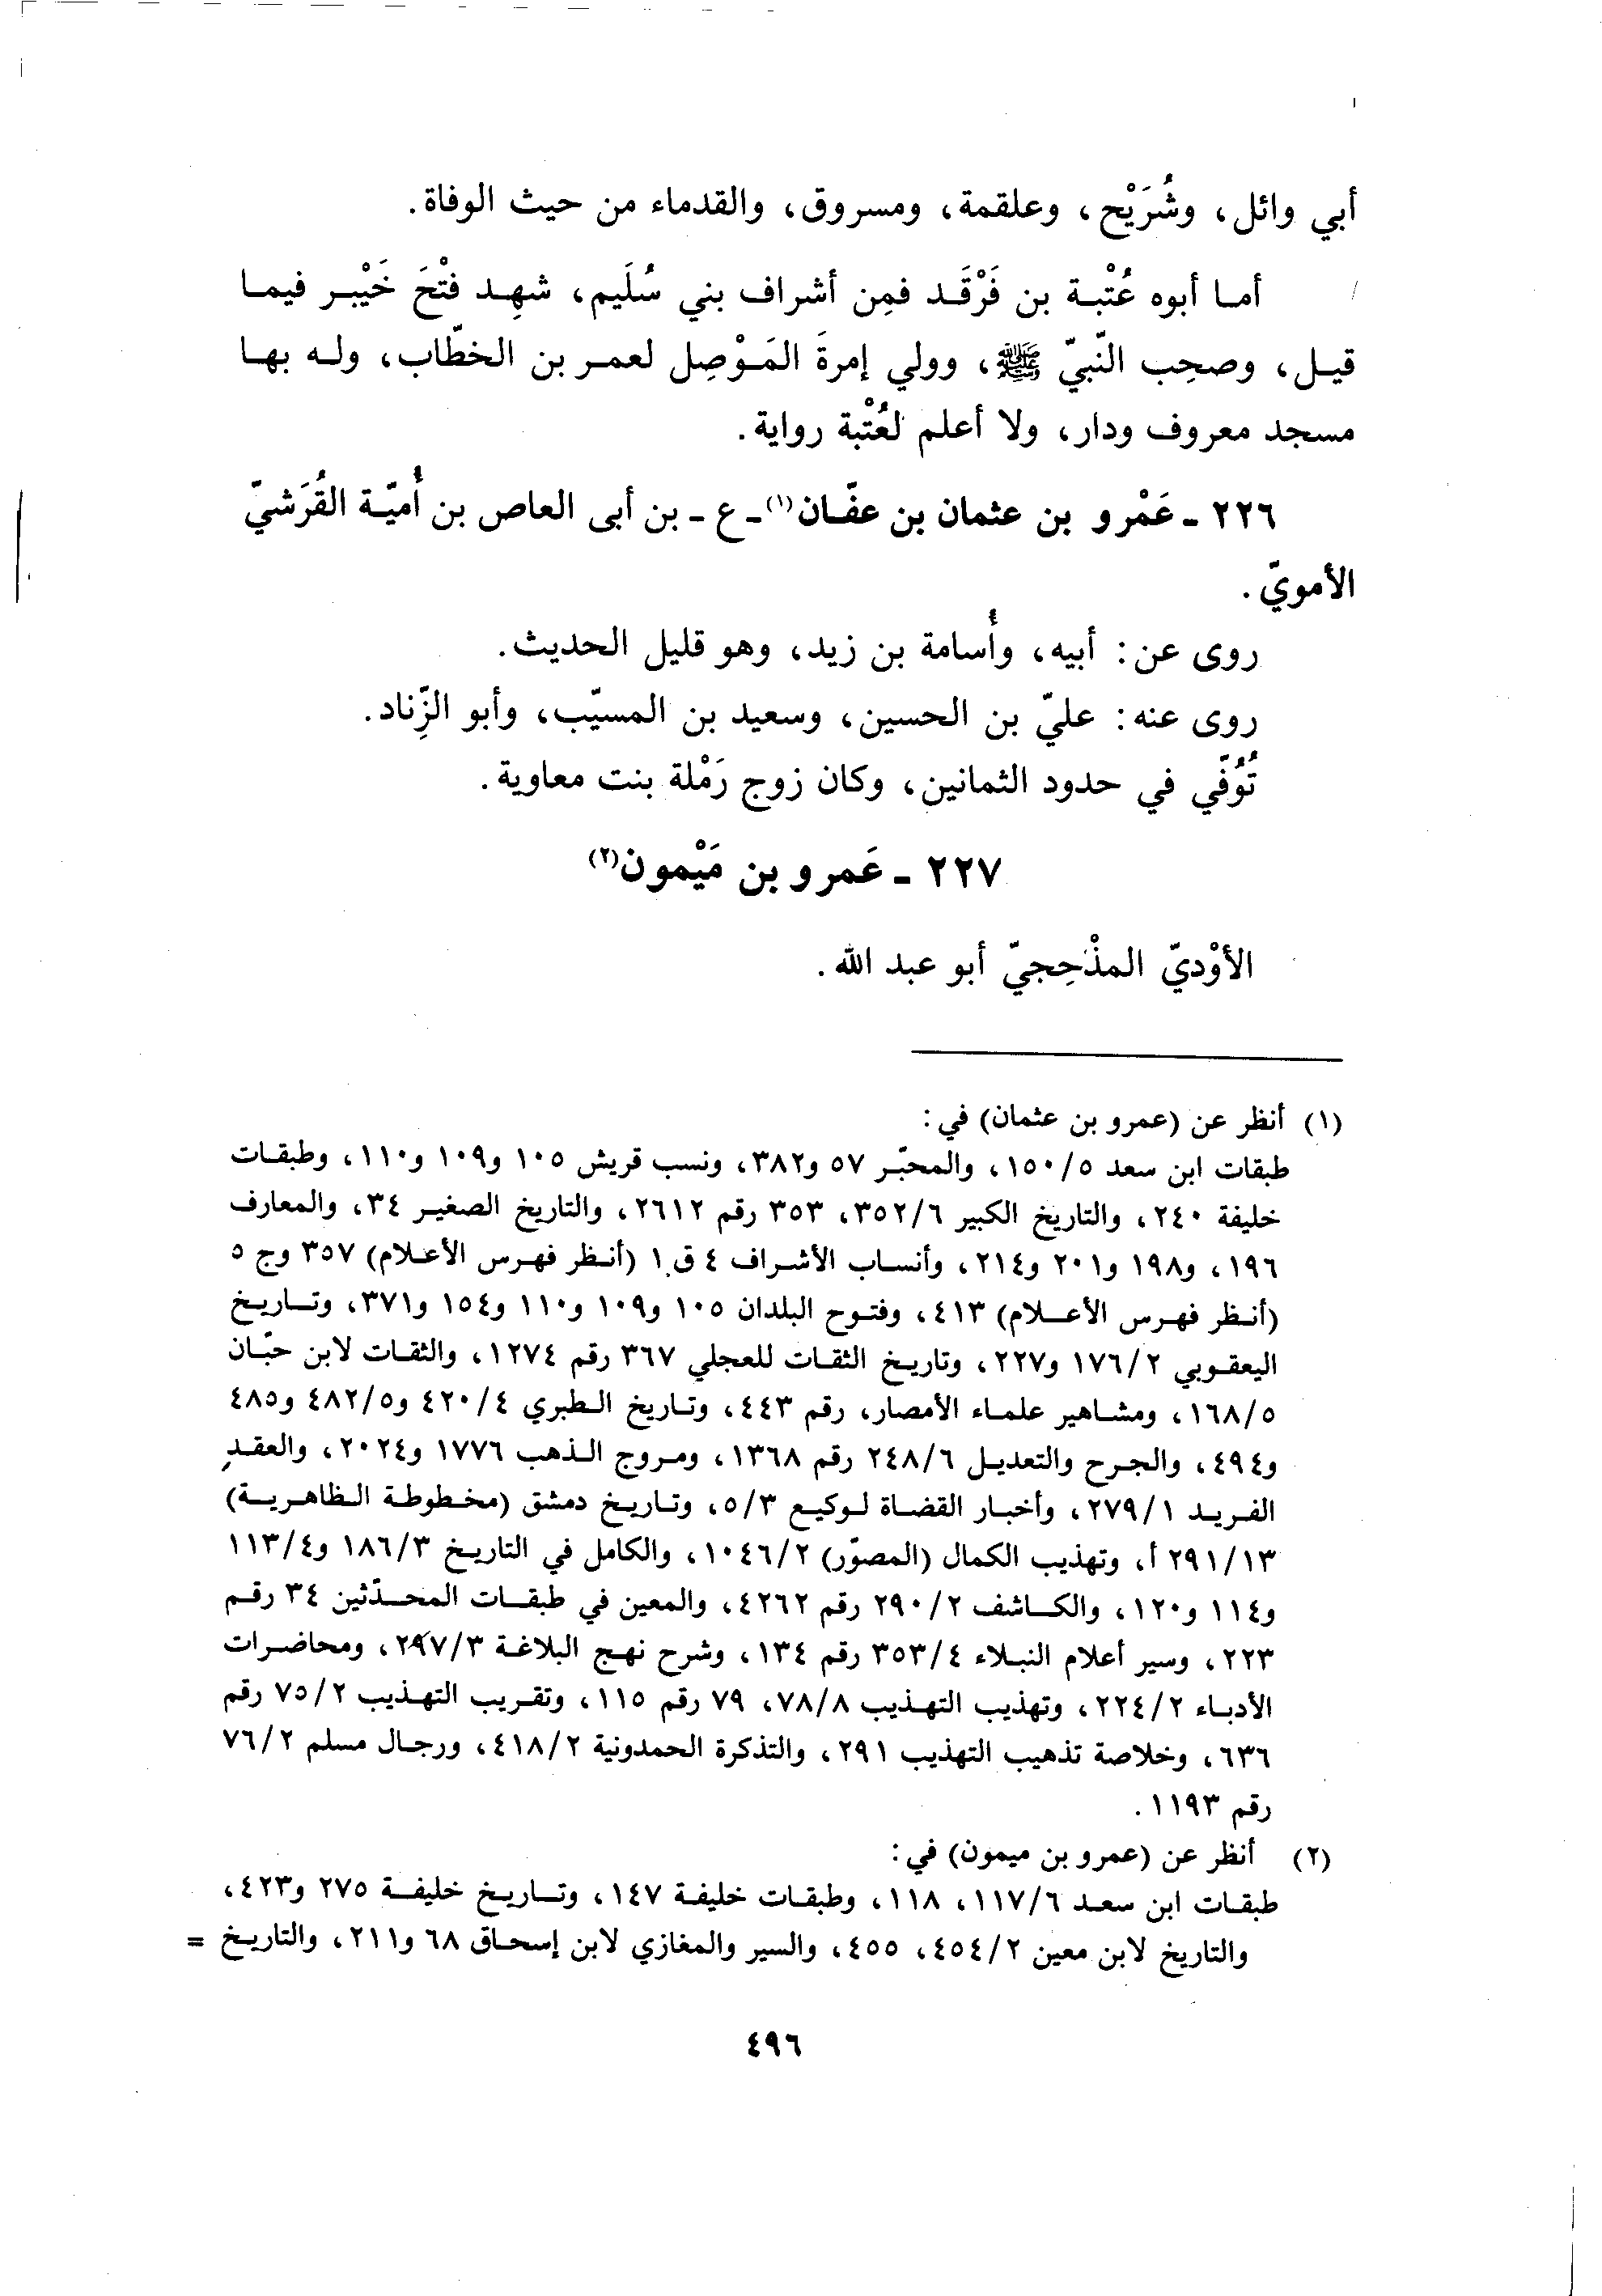 أبي وائل، وشُرَيْح، وعلقمة، ومسروق، والقدماء من حيث الوفاة.
أما أبوه عُتْبة بن فَرْقَد فمِن أشراف بني سُلَيم، شهِد فتْحَ خَيْبر فيما
قيل، وصحِب النّبيّ ﷺ، وولي إمرةَ المَوْصِل لعمر بن الخطّاب، وله بها
مسجد معروف ودار، ولا أعلم لعُتْبة رواية.
٢٢٦ ـ عَمْرو بن عثمان بن عفّان(١) ـ ع ـ بن أبى العاص بن أُميّة القُرَشيّ
الأمويّ.
روى عن: أبيه، وأُسامة بن زيد، وهو قليل الحديث.
روى عنه: عليّ بن الحسين، وسعيد بن المسيّب، وأبو الزِّناد.
تُوُفّي في حدود الثمانين، وكان زوج رَمْلة بنت معاوية.
٢٢٧ ـ عَمرو بن مَيْمون(٢)
الأوْديّ المذْحِجيّ أبو عبد الله.
(١) أنظر عن (عمرو بن عثمان) في:
طبقات ابن سعد ١٥٠/٥، والمحبّر ٥٧ و٣٨٢، ونسب قريش ١٠٥ و١٠٩ و١١٠، وطبقات
خليفة ٢٤٠، والتاريخ الكبير ٣٥٢/٦، ٣٥٣ رقم ٢٦١٢، والتاريخ الصغير ٣٤، والمعارف
١٩٦، و١٩٨ و٢٠١ و٢١٤، وأنساب الأشراف ٤ ق ١ (أنظر فهرس الأعلام) ٣٥٧ وج ٥
(أنظر فهرس الأعلام) ٤١٣، وفتوح البلدان ١٠٥ و١٠٩ و١١٠ و١٥٤ و٣٧١، وتاريخ
اليعقوبي ١٧٦/٢ و٢٢٧، وتاريخ الثقات للعجلي ٣٦٧ رقم ١٢٧٤، والثقات لابن حبّان
١٦٨/٥، ومشاهير علماء الأمصار، رقم ٤٤٣، وتاريخ الطبري ٤٢٠/٤ و٤٨٢/٥ و٤٨٥
و٤٩٤، والجرح والتعديل ٢٤٨/٦ رقم ١٣٦٨، ومروج الذهب ١٧٧٦ و٢٠٢٤، والعقد
الفريد ٢٧٩/١، وأخبار القضاة لوكيع ٥/٣، وتاريخ دمشق (مخطوطة الظاهرية)
٢٩١/١٣ أ، وتهذيب الكمال (المصوّر) ١٠٤٦/٢، والكامل في التاريخ ١٨٦/٣ و١١٣/٤
و١١٤ و١٢٠، والكاشف ٢٩٠/٢ رقم ٤٢٦٢، والمعين في طبقات المحدّثين ٣٤ رقم
٢٢٣، وسير أعلام النبلاء ٣٥٣/٤ رقم ١٣٤، وشرح نهج البلاغة ٢٩٧/٣، ومحاضرات
الأدباء ٢٢٤/٢، وتهذيب التهذيب ٧٨/٨، ٧٩ رقم ١١٥، وتقريب التهذيب ٧٥/٢ رقم
٦٣٦، وخلاصة تذهيب التهذيب ٢٩١، والتذكرة الحمدونية ٤١٨/٢، ورجال مسلم ٧٦/٢
رقم ١١٩٣.
(٢) أنظر عن (عمرو بن ميمون) في:
طبقات ابن سعد ١١٧/٦، ١١٨، وطبقات خليفة ١٤٧، وتاريخ خليفة ٢٧٥ و٤٢٣،
والتاريخ لابن معين ٤٥٤/٢، ٤٥٥، والسير والمغازي لابن إسحاق ٦٨ و٢١١، والتاريخ =
٤٩٦